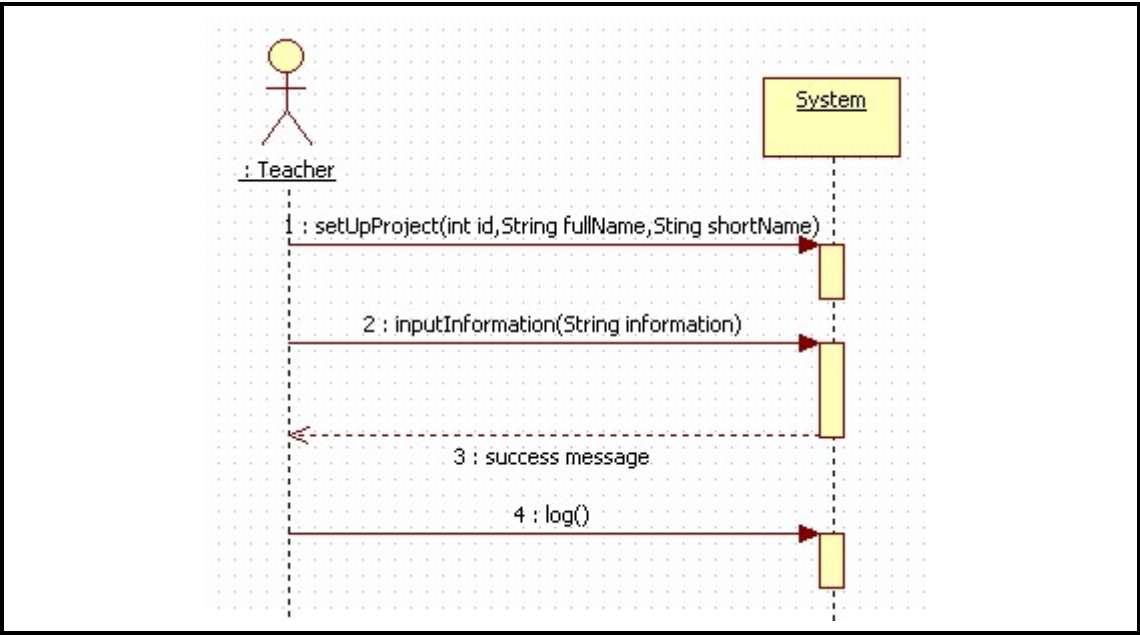 System
: Teacher
1 : setUpProject(int id,String fullName,Sting shortName)
2 : inputInformation(String information)
3 : success message
4 : log()